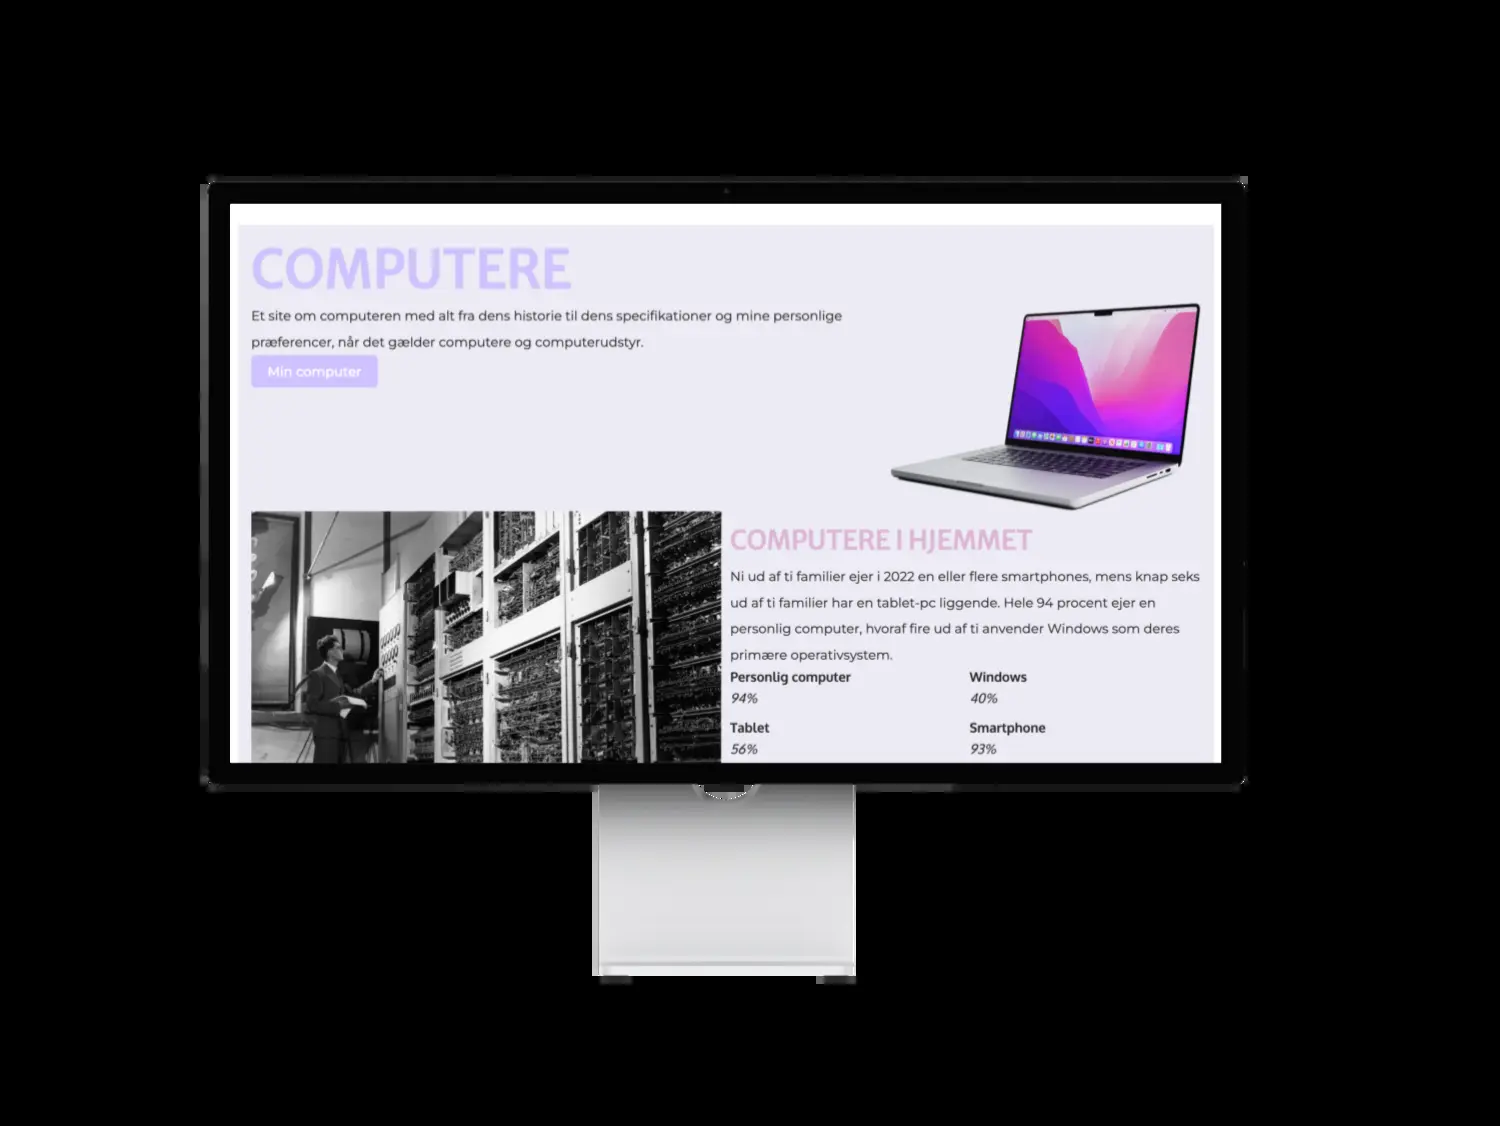 COMPUTERE
Et site om computeren med alt fra dens historie til dens specifikationer og mine personlige
præferencer, når det gælder computere og computerudstyr.
Min computer
COMPUTERE I HJEMMET
Ni ud af ti familier ejer i 2022 en eller flere smartphones, mens knap seks
ud af ti familier har en tablet-pc liggende. Hele 94 procent ejer en
personlig computer, hvoraf fire ud af ti anvender Windows som deres
primære operativsystem.
Personlig computer
94%
Windows
40%
Tablet
56%
Smartphone
93%